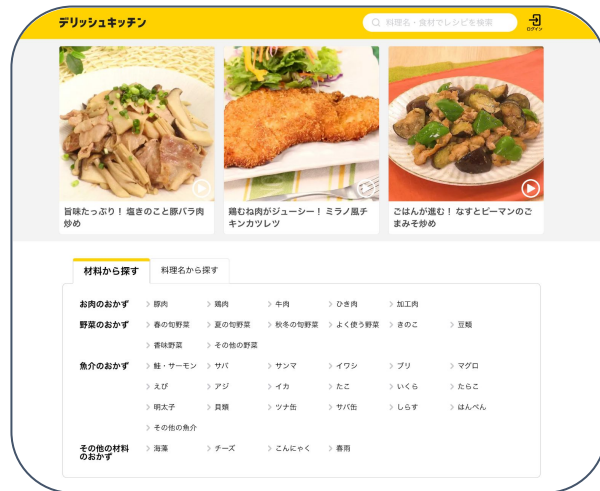 デリッシュキッチン
料理名・食材でレシピを検索
ログイン
旨味たっぷり！ 塩きのこと豚バラ肉
炒め
鶏むね肉がジューシー！ ミラノ風チ
キンカツレツ
ごはんが進む！ なすとピーマンのご
まみそ炒め
材料から探す 料理名から探す
お肉のおかず 豚肉 鶏肉 牛肉 ひき肉 加工肉
野菜のおかず 春の旬野菜 夏の旬野菜 秋冬の旬野菜 よく使う野菜 きのこ 豆類
香味野菜 その他の野菜
魚介のおかず 鮭・サーモン サバ サンマ イワシ ブリ マグロ
えび アジ イカ たこ いくら たらこ
明太子 貝類 ツナ缶 サバ缶 しらす はんぺん
その他の魚介
その他の材料
のおかず 海藻 チーズ こんにゃく 春雨